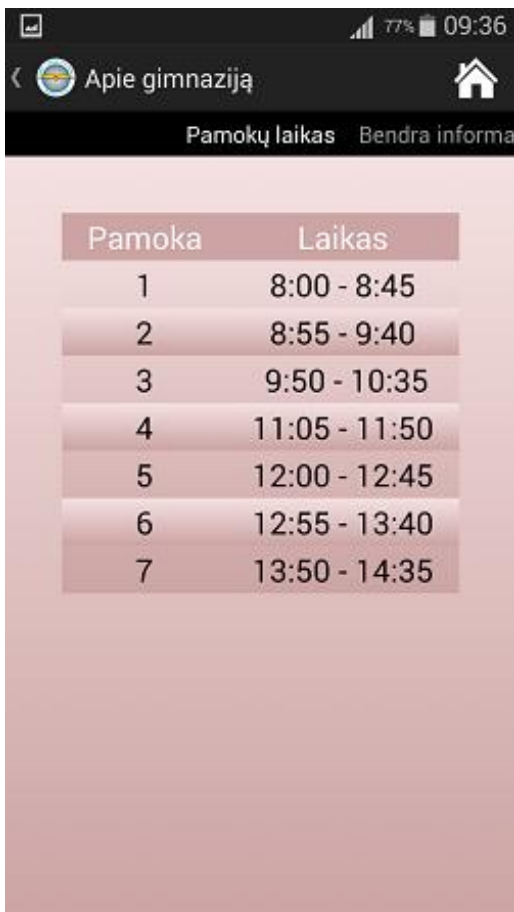 77% 09:36
Apie gimnaziją
Pamokų laikas Bendra informa
Pamoka Laikas
1 8:00 - 8:45
2 8:55 - 9:40
3 9:50 - 10:35
4 11:05 - 11:50
5 12:00 - 12:45
6 12:55 - 13:40
7 13:50 - 14:35